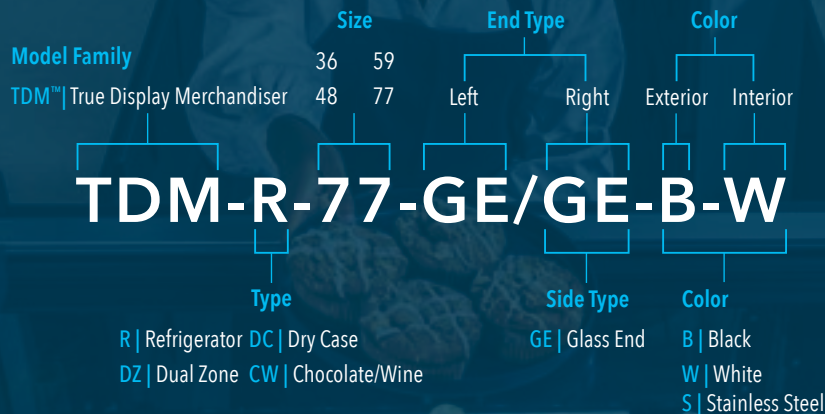 Size
End Type
Color
Model Family
36 59
TDM™| True Display Merchandiser
48 77
Left
Right
Exterior
Interior
TDM-R-77-GE/GE-B-W
Type
Side Type
Color
R | Refrigerator DC | Dry Case
GE | Glass End
B | Black
DZ | Dual Zone CW | Chocolate/Wine
W | White
S | Stainless Steel